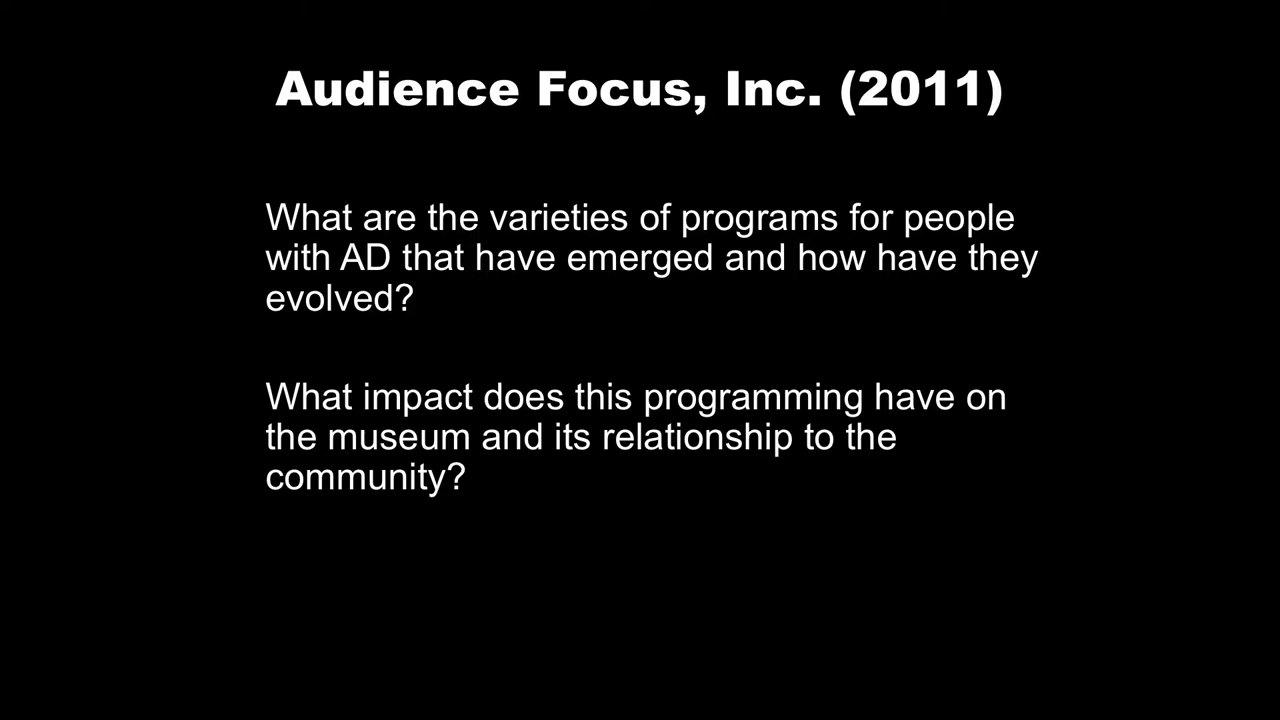 Audience Focus, Inc. (2011)
What are the varieties of programs for people
with AD that have emerged and how have they
evolved?
What impact does this programming have on
the museum and its relationship to the
community?